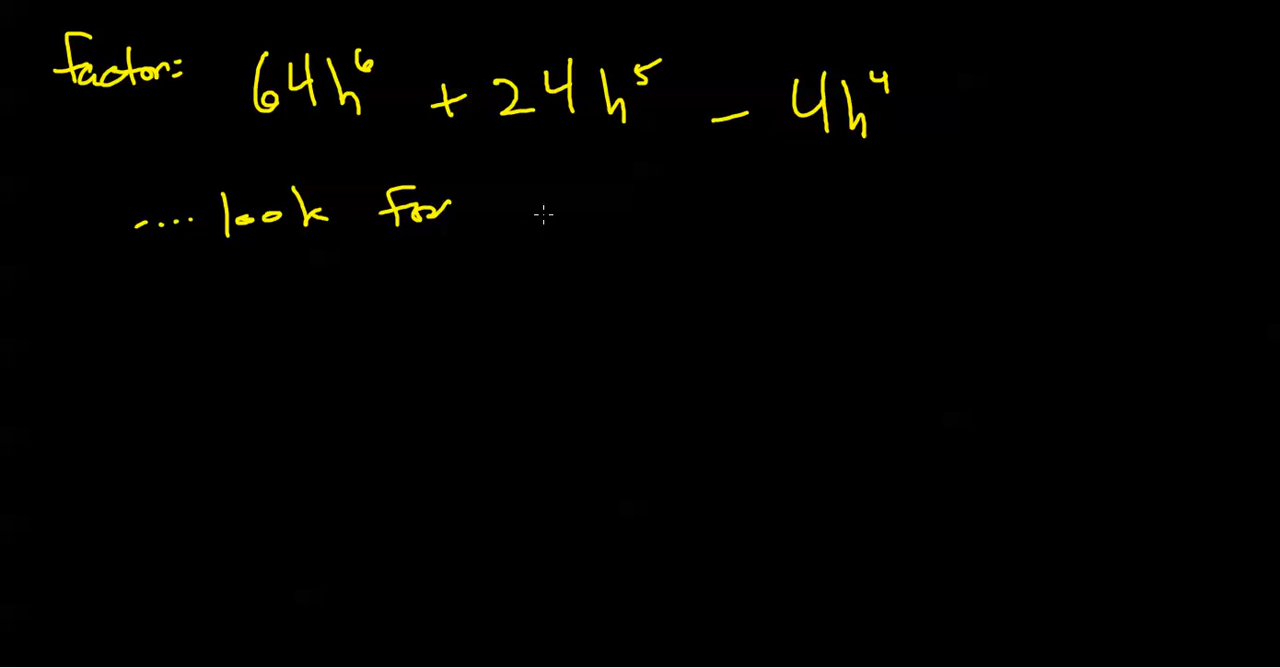 factor: 64h⁶ + 24h⁵ - 4h⁴
.... look for